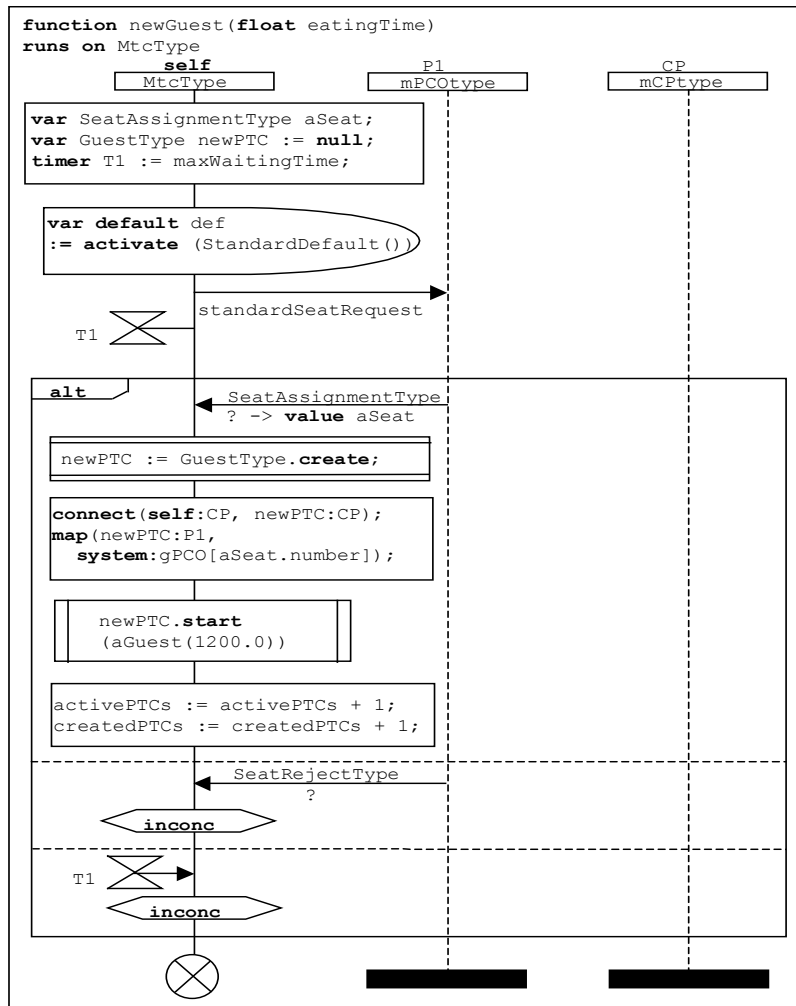 function newGuest(float eatingTime)
runs on MtcType
self P1 CP
MtcType mPCOtype mCPtype
var SeatAssignmentType aSeat;
var GuestType newPTC := null;
timer T1 := maxWaitingTime;
var default def
:= activate (StandardDefault())
standardSeatRequest
T1
alt
SeatAssignmentType
? -> value aSeat
newPTC := GuestType.create;
connect(self:CP, newPTC:CP);
map(newPTC:P1,
system:gPCO[aSeat.number]);
newPTC.start
(aGuest(1200.0))
activePTCs := activePTCs + 1;
createdPTCs := createdPTCs + 1;
SeatRejectType
?
inconc
T1
inconc